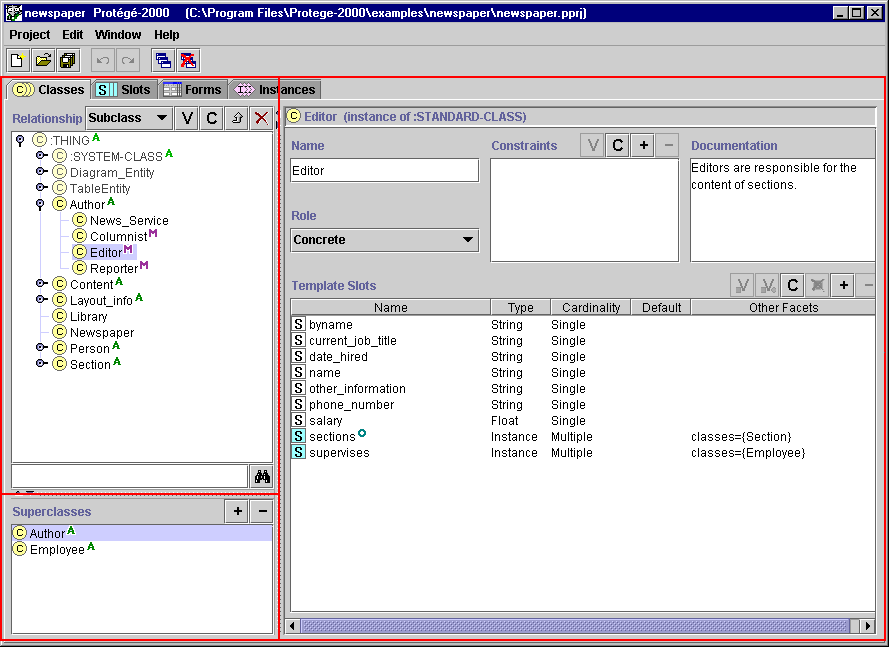 newspaper Protégé-2000 (C:\Program Files\Protege-2000\examples\newspaper\newspaper.pprj)
Project Edit Window Help
C Classes S Slots Forms Instances
Relationship Subclass V C
C :THING A
C :SYSTEM-CLASS A
C Diagram_Entity
C TableEntity
C Author A
C News_Service
C Columnist M
C Editor M
C Reporter M
C Content A
C Layout_info A
C Library
C Newspaper
C Person A
C Section A
Superclasses + −
C Author A
C Employee A
C Editor (instance of :STANDARD-CLASS)
Name
Editor
Role
Concrete
Constraints V C + −
Documentation
Editors are responsible for the
content of sections.
Template Slots V V C + −
Name Type Cardinality Default Other Facets
S byname String Single
S current_job_title String Single
S date_hired String Single
S name String Single
S other_information String Single
S phone_number String Single
S salary Float Single
S sections Instance Multiple classes={Section}
S supervises Instance Multiple classes={Employee}